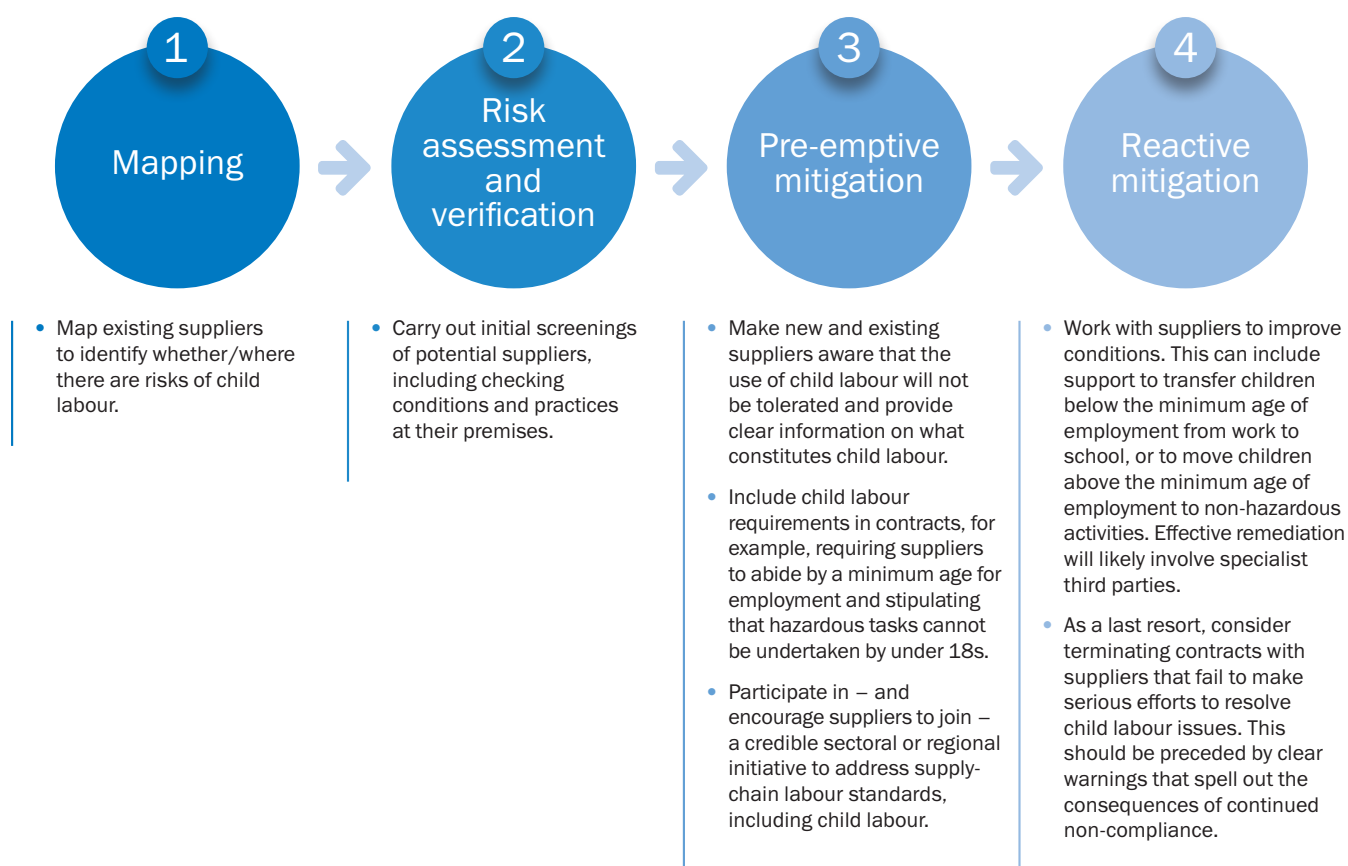 1
Mapping
• Map existing suppliers
to identify whether/where
there are risks of child
labour.
2
Risk
assessment
and
verification
• Carry out initial screenings
of potential suppliers,
including checking
conditions and practices
at their premises.
3
Pre-emptive
mitigation
• Make new and existing
suppliers aware that the
use of child labour will not
be tolerated and provide
clear information on what
constitutes child labour.
• Include child labour
requirements in contracts, for
example, requiring suppliers
to abide by a minimum age for
employment and stipulating
that hazardous tasks cannot
be undertaken by under 18s.
• Participate in – and
encourage suppliers to join –
a credible sectoral or regional
initiative to address supply-
chain labour standards,
including child labour.
4
Reactive
mitigation
• Work with suppliers to improve
conditions. This can include
support to transfer children
below the minimum age of
employment from work to
school, or to move children
above the minimum age of
employment to non-hazardous
activities. Effective remediation
will likely involve specialist
third parties.
• As a last resort, consider
terminating contracts with
suppliers that fail to make
serious efforts to resolve
child labour issues. This
should be preceded by clear
warnings that spell out the
consequences of continued
non-compliance.